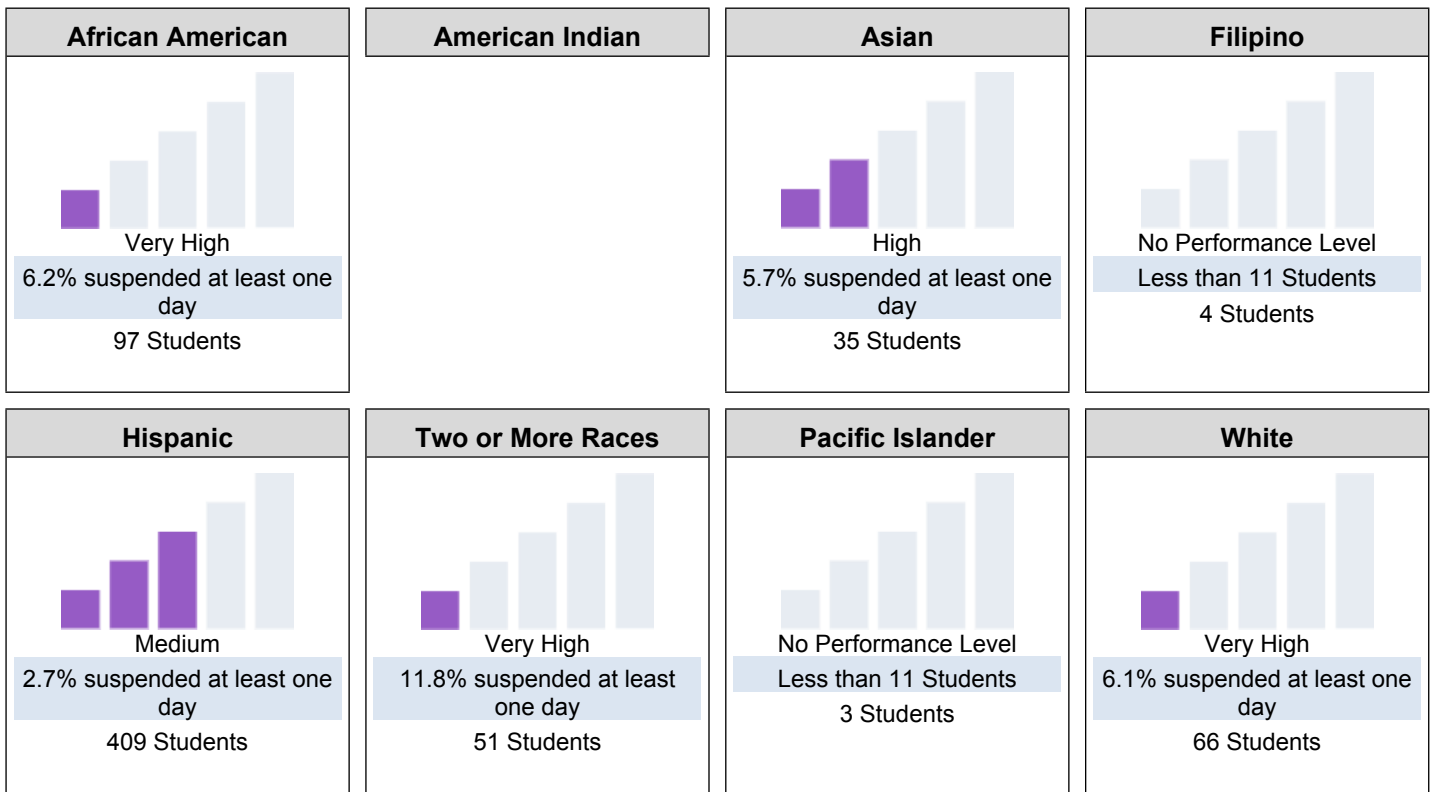 African American
American Indian
Asian
Filipino
Very High
6.2% suspended at least one
day
97 Students
High
5.7% suspended at least one
day
35 Students
No Performance Level
Less than 11 Students
4 Students
Hispanic
Two or More Races
Pacific Islander
White
Medium
2.7% suspended at least one
day
409 Students
Very High
11.8% suspended at least
one day
51 Students
No Performance Level
Less than 11 Students
3 Students
Very High
6.1% suspended at least one
day
66 Students